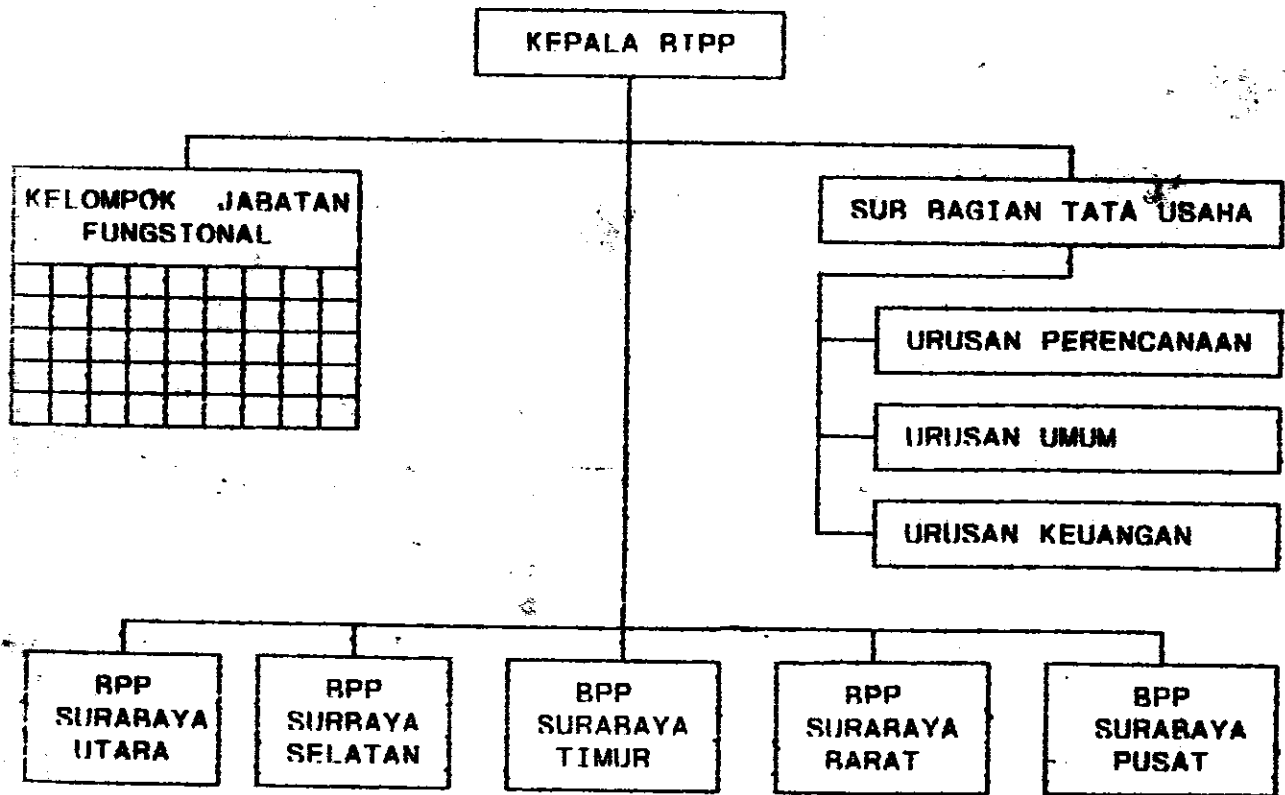 KEPALA BIPP
KELOMPOK JABATAN
FUNGSIONAL
SUB BAGIAN TATA USAHA
URUSAN PERENCANAAN
URUSAN UMUM
URUSAN KEUANGAN
BPP
SURABAYA
UTARA
BPP
SURBAYA
SELATAN
BPP
SURABAYA
TIMUR
BPP
SURABAYA
BARAT
BPP
SURABAYA
PUSAT